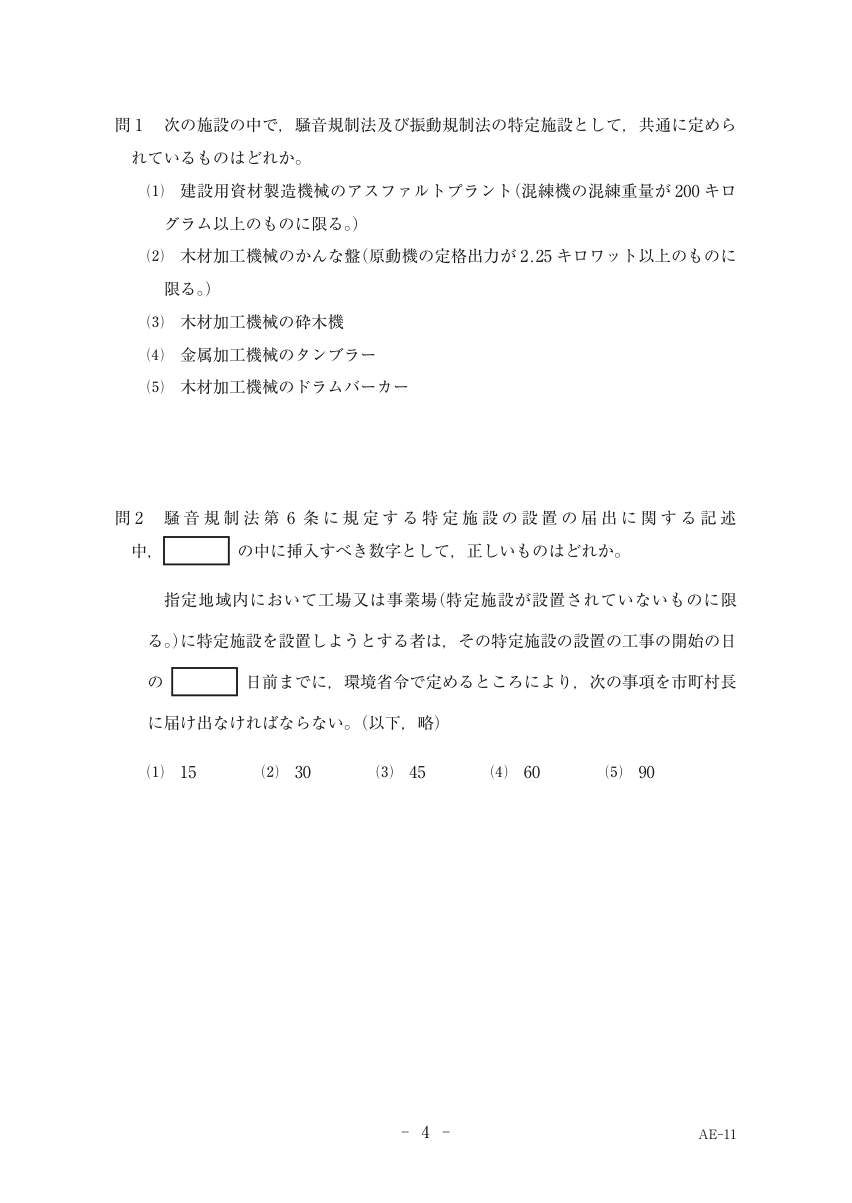 問1 次の施設の中で，騒音規制法及び振動規制法の特定施設として，共通に定めら
れているものはどれか。
⑴ 建設用資材製造機械のアスファルトプラント(混練機の混練重量が 200 キロ
グラム以上のものに限る。)
⑵ 木材加工機械のかんな盤(原動機の定格出力が 2.25 キロワット以上のものに
限る。)
⑶ 木材加工機械の砕木機
⑷ 金属加工機械のタンブラー
⑸ 木材加工機械のドラムバーカー
問2 騒音規制法第 6 条に規定する特定施設の設置の届出に関する記述
中， の中に挿入すべき数字として，正しいものはどれか。
指定地域内において工場又は事業場(特定施設が設置されていないものに限
る。)に特定施設を設置しようとする者は，その特定施設の設置の工事の開始の日
の 日前までに，環境省令で定めるところにより，次の事項を市町村長
に届け出なければならない。(以下，略)
⑴ 15 ⑵ 30 ⑶ 45 ⑷ 60 ⑸ 90
- 4 -
AE-11